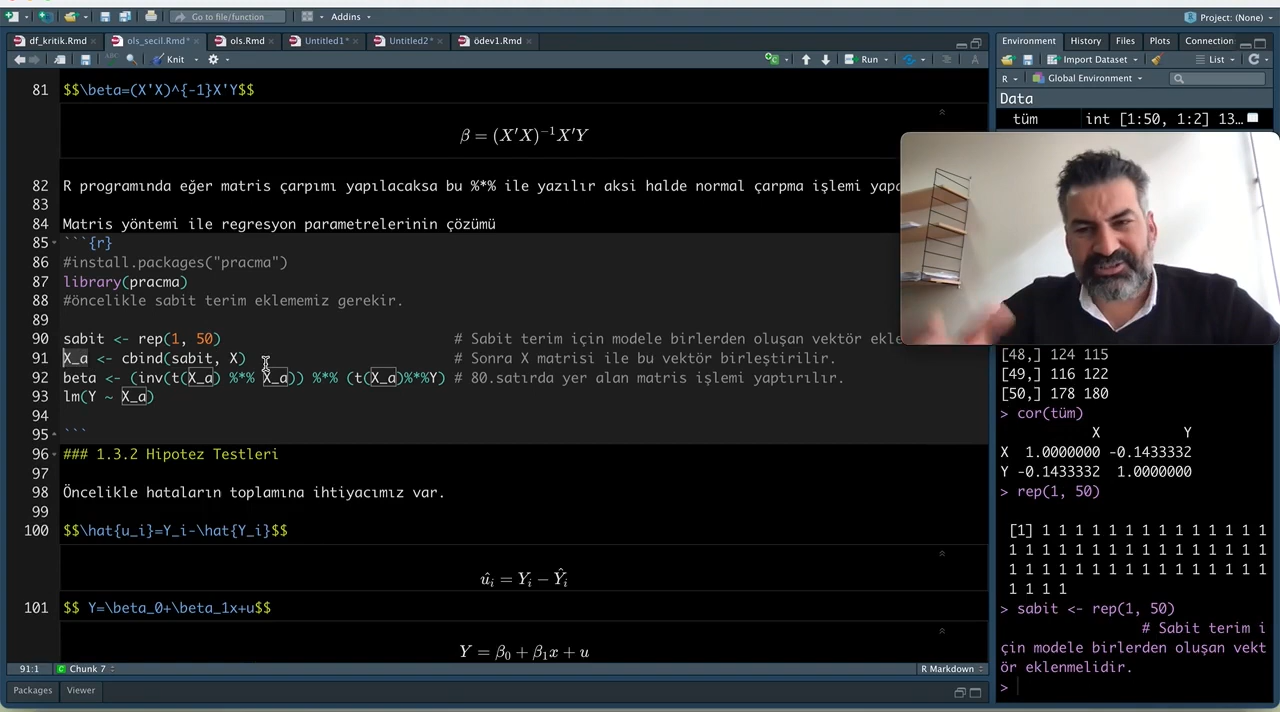 Go to file/function
Addins
Project: (None)
df_kritik.Rmd
ols_secil.Rmd*
ols.Rmd
Untitled1*
Untitled2*
ödev1.Rmd
Knit
Run
81 $$\beta=(X'X)^{-1}X'Y$$
β = (X′X)⁻¹X′Y
82 R programında eğer matris çarpımı yapılacaksa bu %*% ile yazılır aksi halde normal çarpma işlemi yapa
83
84 Matris yöntemi ile regresyon parametrelerinin çözümü
85 ```{r}
86 #install.packages("pracma")
87 library(pracma)
88 #öncelikle sabit terim eklememiz gerekir.
89
90 sabit <- rep(1, 50) # Sabit terim için modele birlerden oluşan vektör ekle
91 X_a <- cbind(sabit, X) # Sonra X matrisi ile bu vektör birleştirilir.
92 beta <- (inv(t(X_a) %*% X_a)) %*% (t(X_a)%*%Y) # 80.satırda yer alan matris işlemi yaptırılır.
93 lm(Y ~ X_a)
94
95 ```
96 ### 1.3.2 Hipotez Testleri
97
98 Öncelikle hataların toplamına ihtiyacımız var.
99
100 $$\hat{u_i}=Y_i-\hat{Y_i}$$
û_i = Y_i − Ŷ_i
101 $$ Y=\beta_0+\beta_1x+u$$
Y = β₀ + β₁x + u
91:1 Chunk 7 R Markdown
Packages Viewer
Environment History Files Plots Connection
Import Dataset List
R Global Environment
Data
tüm int [1:50, 1:2] 13…
[48,] 124 115
[49,] 116 122
[50,] 178 180
> cor(tüm)
X Y
X 1.0000000 -0.1433332
Y -0.1433332 1.0000000
> rep(1, 50)
[1] 1 1 1 1 1 1 1 1 1 1 1 1 1 1
1 1 1 1 1 1 1 1 1 1 1 1 1 1 1 1
1 1 1 1 1 1 1 1 1 1 1 1 1 1 1 1
1 1 1 1
> sabit <- rep(1, 50)
# Sabit terim i
çin modele birlerden oluşan vekt
ör eklenmelidir.
>